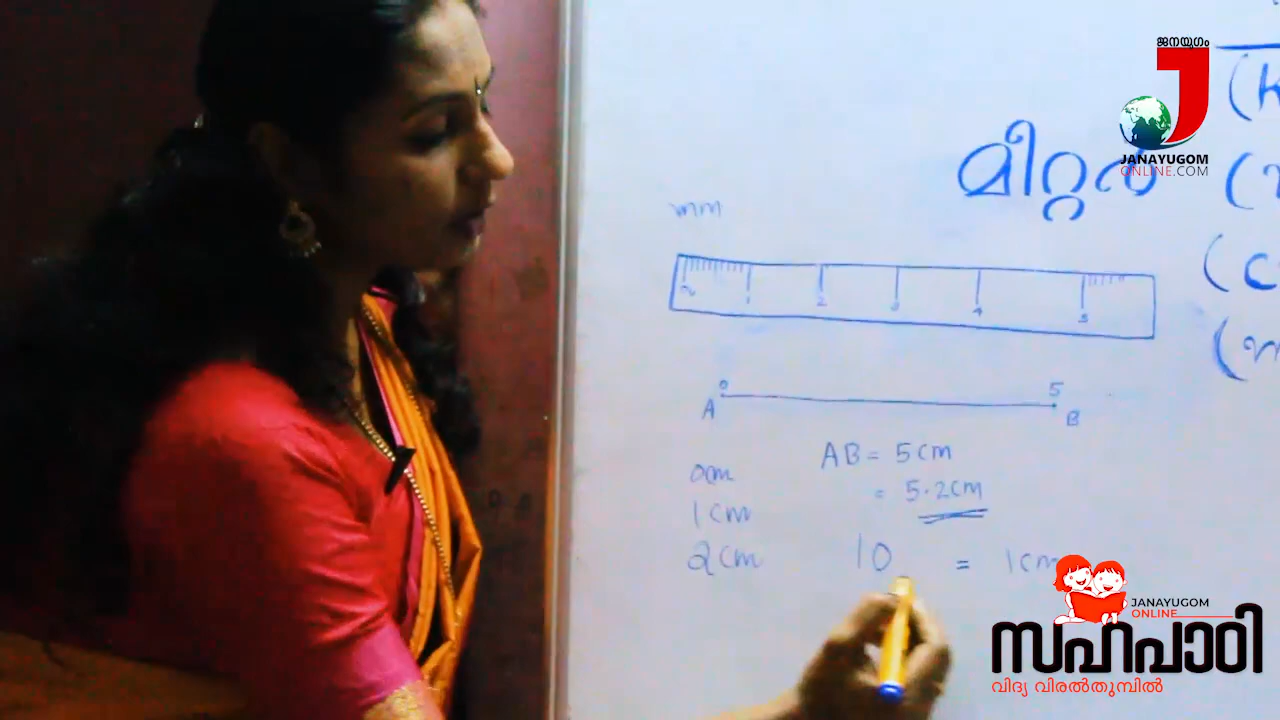 ജനയുഗം
J
JANAYUGOM
ONLINE.COM
മീറ്റർ
mm
0 1 2 3 4 5
0 5
A B
AB = 5cm
= 5.2cm
0cm
1cm
2cm
10 = 1cm
JANAYUGOM
ONLINE
സഹപാഠി
വിദ്യ വിരൽതുമ്പിൽ